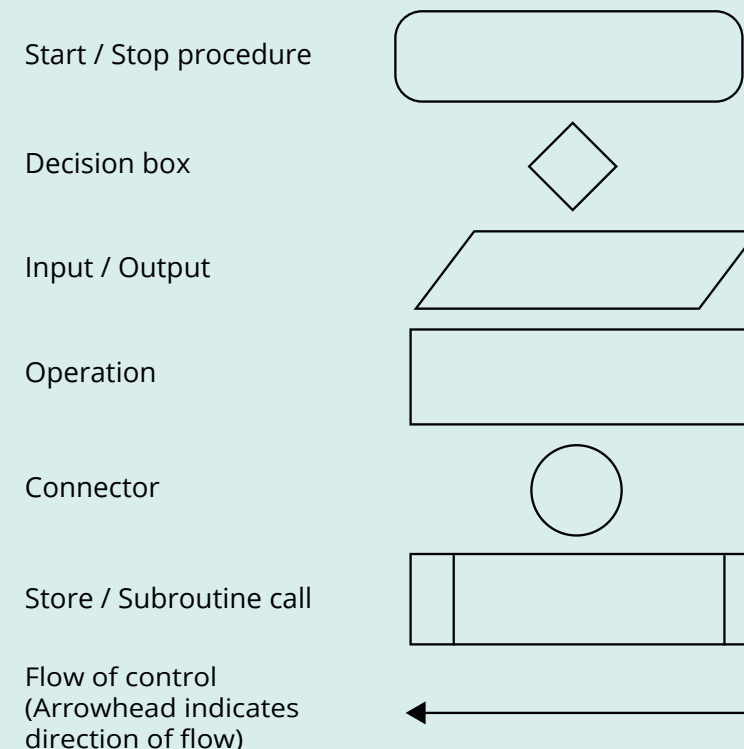 Start / Stop procedure
Decision box
Input / Output
Operation
Connector
Store / Subroutine call
Flow of control
(Arrowhead indicates
direction of flow)